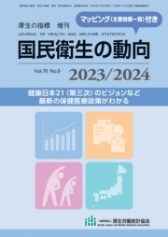 マッピング(主要指標一覧)付き
厚生の指標 増刊
JOURNAL OF HEALTH AND WELFARE STATISTICS
国民衛生の動向
Vol.70 No.9
2023/2024
健康日本21(第三次)のビジョンなど
最新の保健医療政策がわかる
一般財団法人 厚生労働統計協会